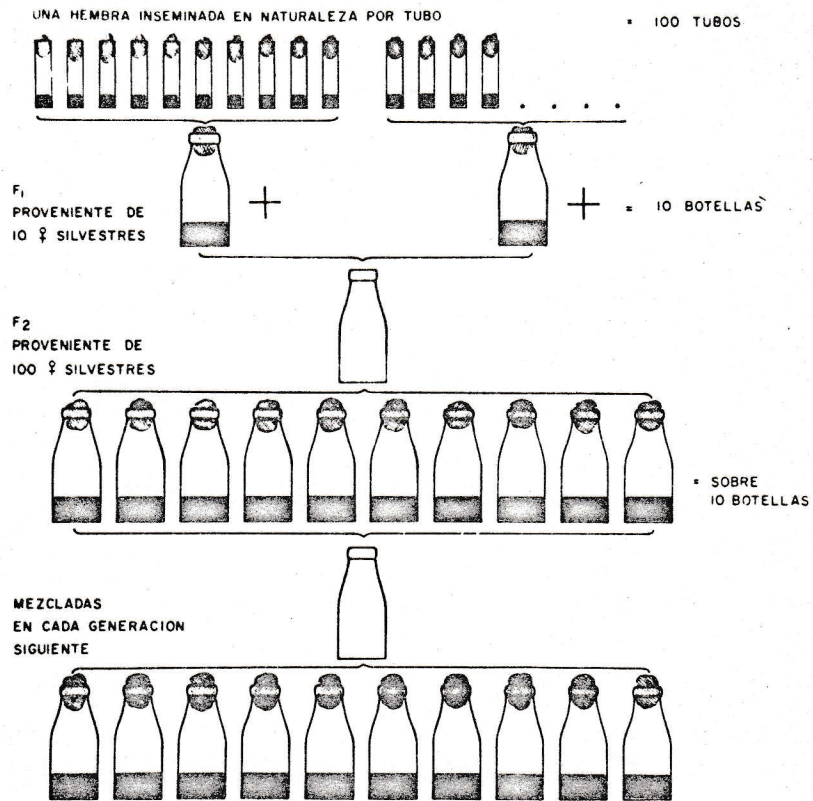 UNA HEMBRA INSEMINADA EN NATURALEZA POR TUBO
= 100 TUBOS
F1
PROVENIENTE DE
10 ♀ SILVESTRES
+
+
= 10 BOTELLAS
F2
PROVENIENTE DE
100 ♀ SILVESTRES
= SOBRE
10 BOTELLAS
MEZCLADAS
EN CADA GENERACION
SIGUIENTE